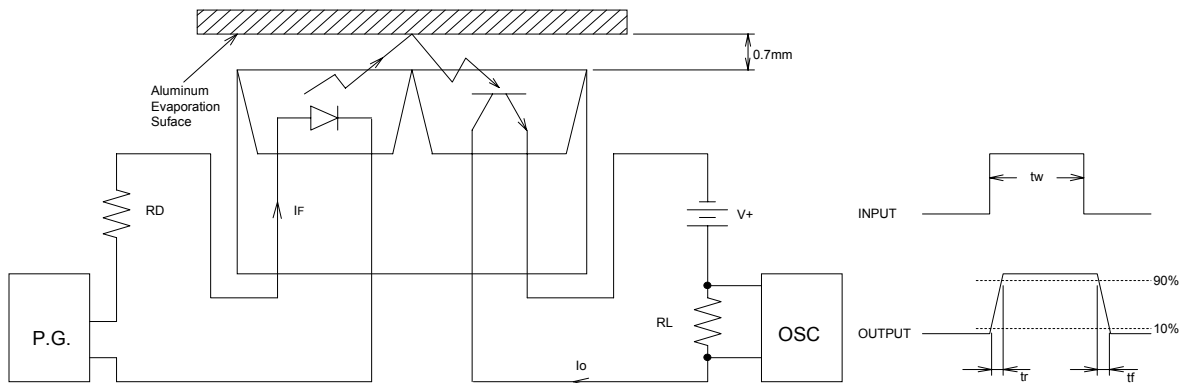 0.7mm
Aluminum
Evaporation
Suface
RD
IF
V+
tw
INPUT
P.G.
RL
OSC
90%
OUTPUT
10%
Io
tr
tf